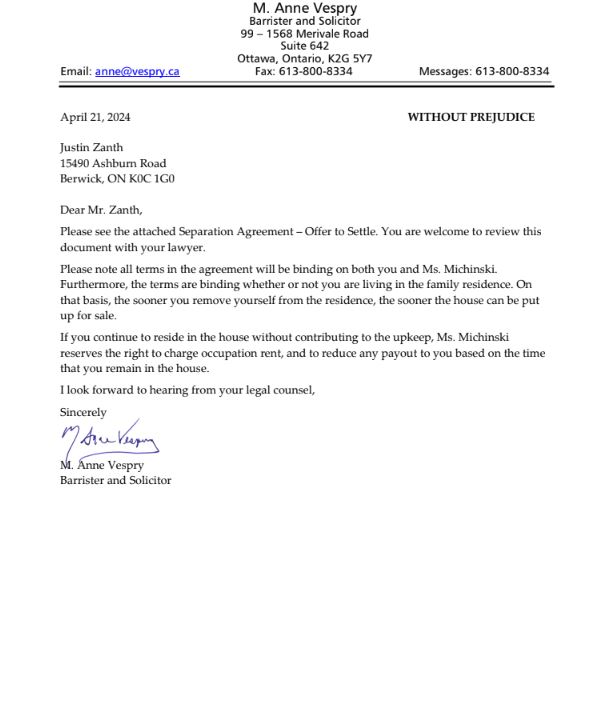 M. Anne Vespry
Barrister and Solicitor
99 – 1568 Merivale Road
Suite 642
Ottawa, Ontario, K2G 5Y7
Email: anne@vespry.ca Fax: 613-800-8334 Messages: 613-800-8334
April 21, 2024 WITHOUT PREJUDICE
Justin Zanth
15490 Ashburn Road
Berwick, ON K0C 1G0
Dear Mr. Zanth,
Please see the attached Separation Agreement – Offer to Settle. You are welcome to review this
document with your lawyer.
Please note all terms in the agreement will be binding on both you and Ms. Michinski.
Furthermore, the terms are binding whether or not you are living in the family residence. On
that basis, the sooner you remove yourself from the residence, the sooner the house can be put
up for sale.
If you continue to reside in the house without contributing to the upkeep, Ms. Michinski
reserves the right to charge occupation rent, and to reduce any payout to you based on the time
that you remain in the house.
I look forward to hearing from your legal counsel,
Sincerely
M Anne Vespry
M. Anne Vespry
Barrister and Solicitor